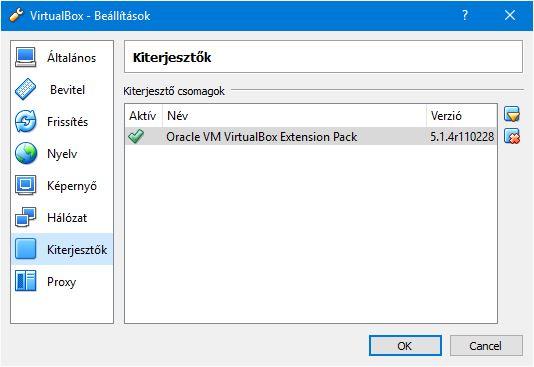 VirtualBox - Beállítások
Általános
Bevitel
Frissítés
Nyelv
Képernyő
Hálózat
Kiterjesztők
Proxy
Kiterjesztők
Kiterjesztő csomagok
Aktív Név Verzió
Oracle VM VirtualBox Extension Pack 5.1.4r110228
OK Cancel